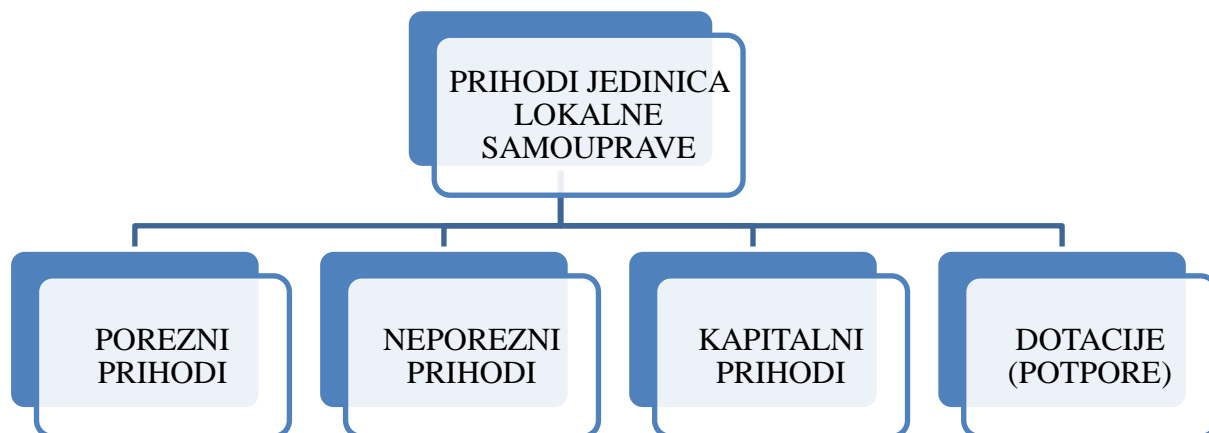 PRIHODI JEDINICA
LOKALNE
SAMOUPRAVE
POREZNI
PRIHODI
NEPOREZNI
PRIHODI
KAPITALNI
PRIHODI
DOTACIJE
(POTPORE)